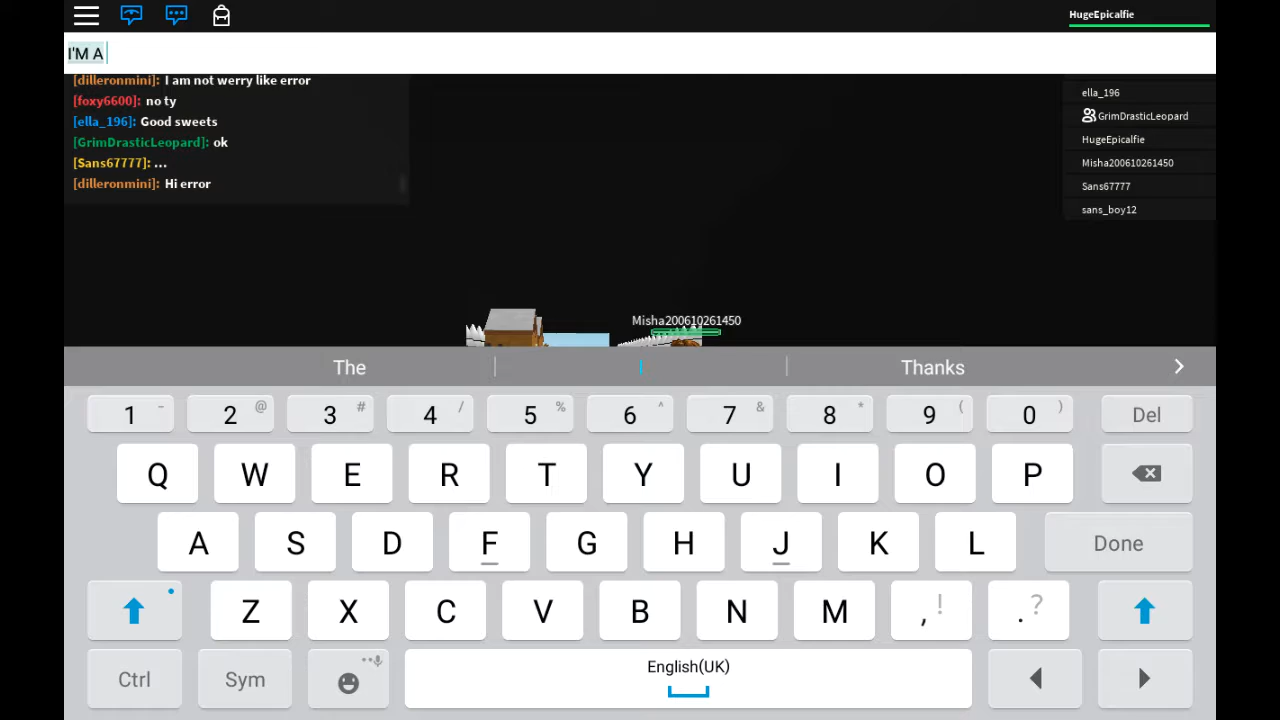 HugeEpicalfie
I'M A
[dilleronmini]: I am not werry like error
[foxy6600]: no ty
[ella_196]: Good sweets
[GrimDrasticLeopard]: ok
[Sans67777]: ...
[dilleronmini]: Hi error
ella_196
GrimDrasticLeopard
HugeEpicalfie
Misha200610261450
Sans67777
sans_boy12
Misha200610261450
The I Thanks
1 - 2 @ 3 # 4 / 5 % 6 ^ 7 & 8 * 9 ( 0 ) Del
Q W E R T Y U I O P
A S D F G H J K L Done
Z X C V B N M , ! . ?
Ctrl Sym English(UK)